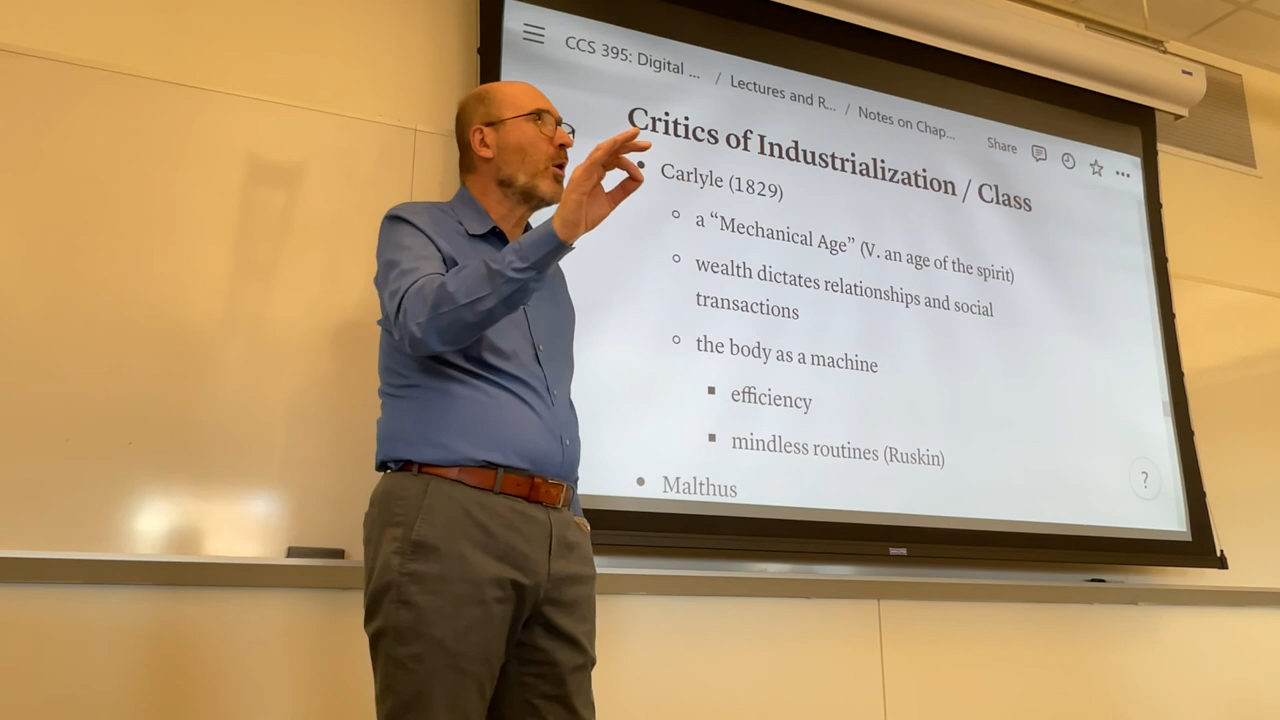 CCS 395: Digital ... / Lectures and R... / Notes on Chap... Share
Critics of Industrialization / Class
Carlyle (1829)
a “Mechanical Age” (V. an age of the spirit)
wealth dictates relationships and social
transactions
the body as a machine
efficiency
mindless routines (Ruskin)
Malthus
?